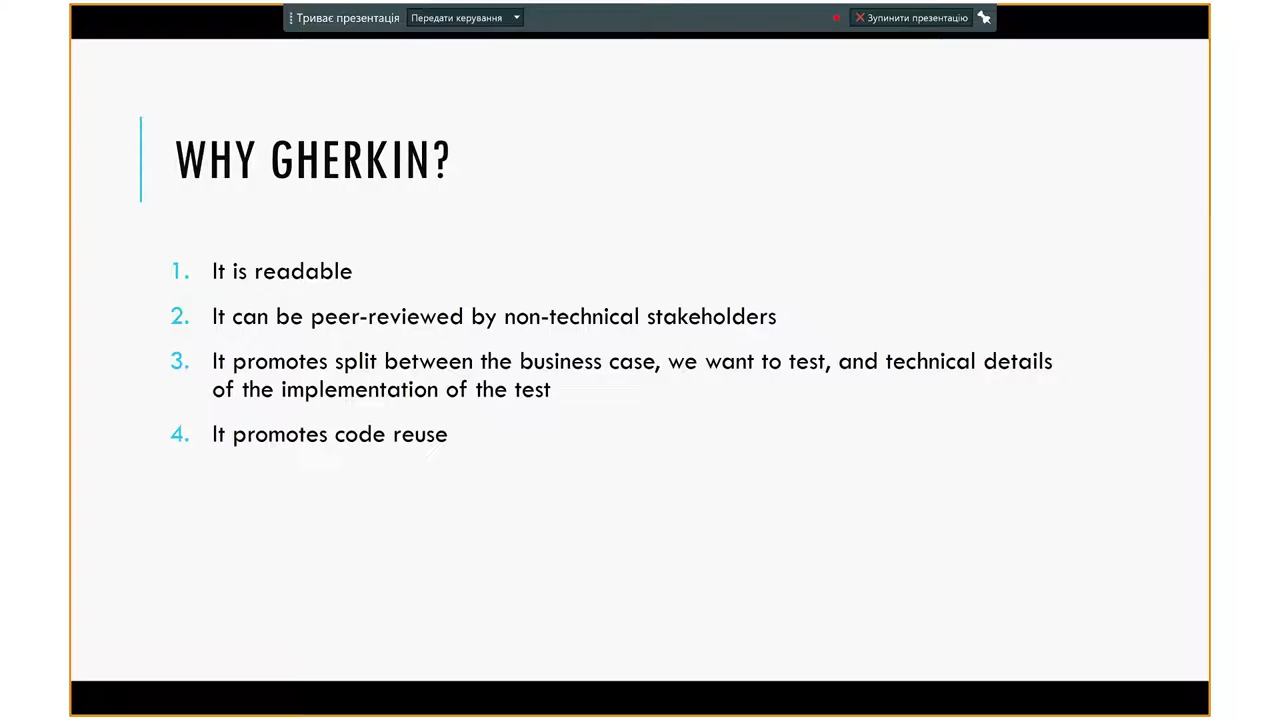 Триває презентація Передати керування Зупинити презентацію
WHY GHERKIN?
1. It is readable
2. It can be peer-reviewed by non-technical stakeholders
3. It promotes split between the business case, we want to test, and technical details
of the implementation of the test
4. It promotes code reuse